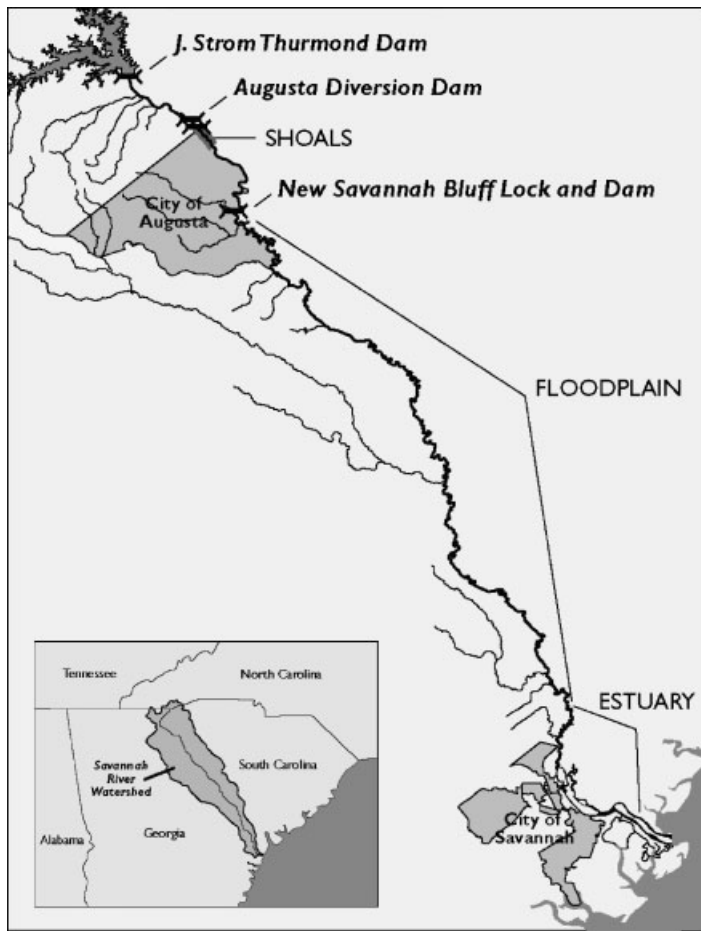 J. Strom Thurmond Dam
Augusta Diversion Dam
SHOALS
New Savannah Bluff Lock and Dam
City of
Augusta
FLOODPLAIN
ESTUARY
City of
Savannah
Tennessee
North Carolina
Savannah
River
Watershed
South Carolina
Alabama
Georgia